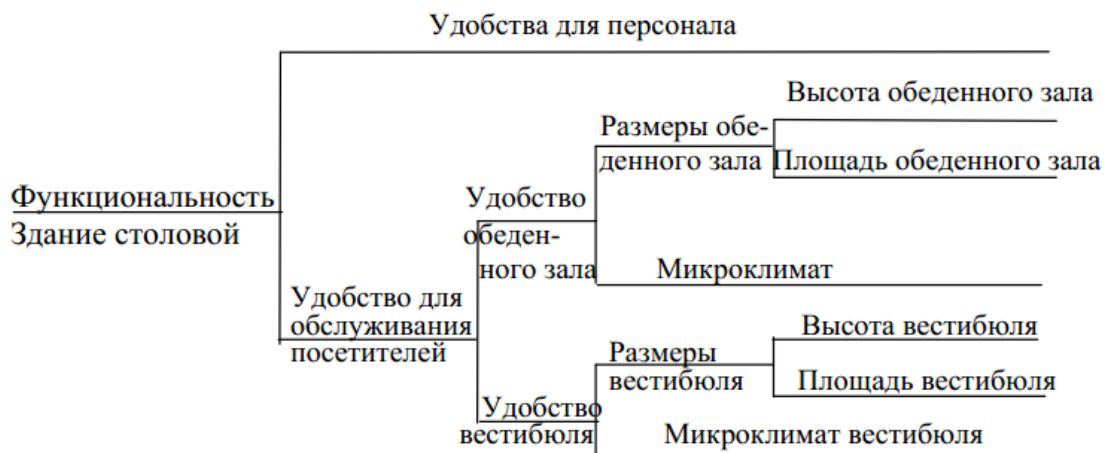 Удобства для персонала
Высота обеденного зала
Размеры обе-
денного зала
Площадь обеденного зала
Функциональность
Здание столовой
Удобство
обеден-
ного зала
Микроклимат
Удобство для
обслуживания
посетителей
Высота вестибюля
Размеры
вестибюля
Площадь вестибюля
Удобство
вестибюля
Микроклимат вестибюля